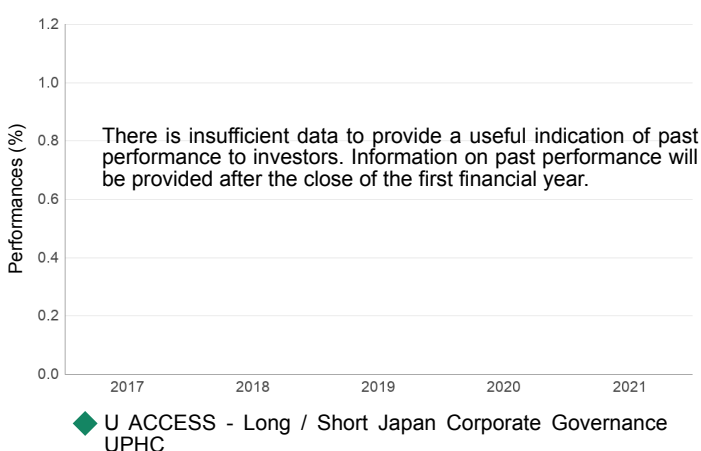 1.2
1.0
0.8
0.6
0.4
0.2
0.0
Performances (%)
There is insufficient data to provide a useful indication of past
performance to investors. Information on past performance will
be provided after the close of the first financial year.
2017 2018 2019 2020 2021
U ACCESS - Long / Short Japan Corporate Governance
UPHC